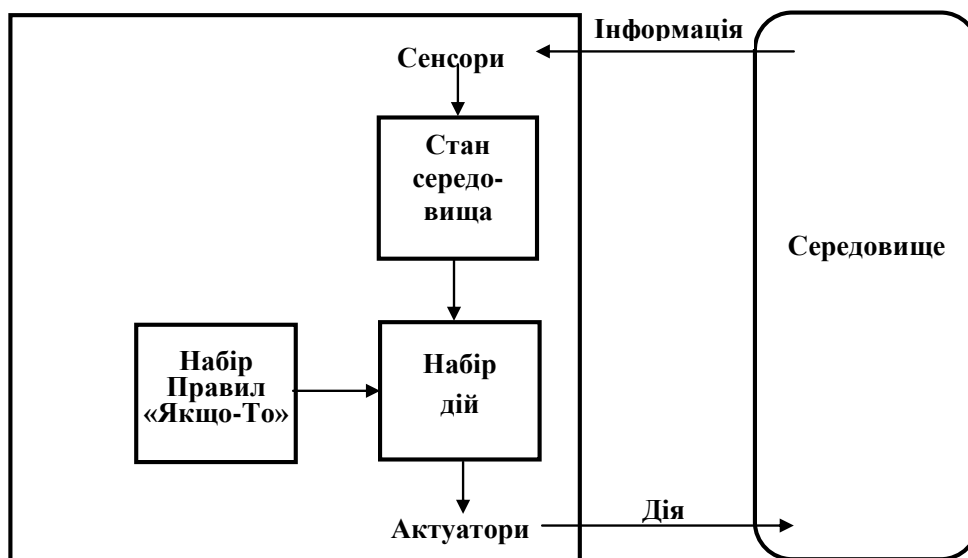 Інформація
Сенсори
Стан
середо-
вища
Середовище
Набір
Правил
«Якщо-То»
Набір
дій
Актуатори
Дія